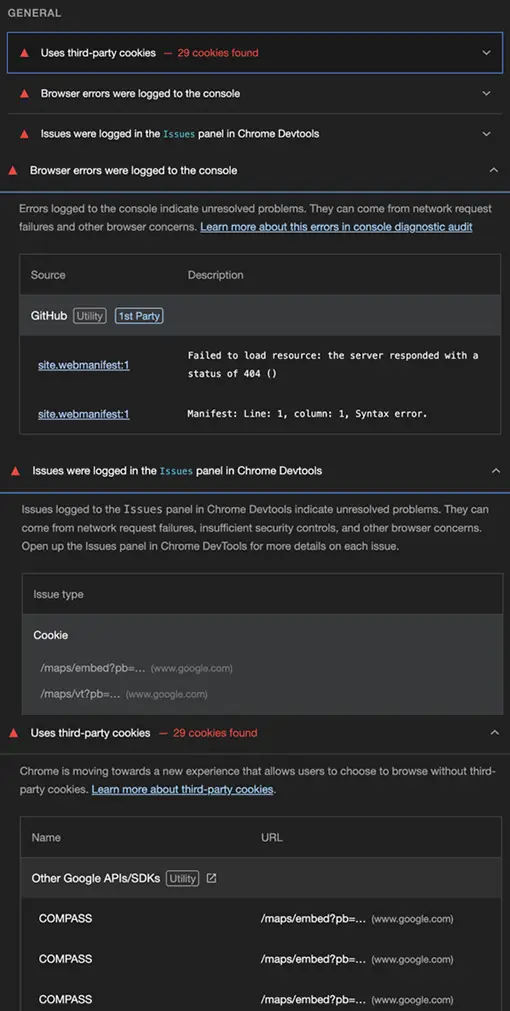 GENERAL
Uses third-party cookies — 29 cookies found
Browser errors were logged to the console
Issues were logged in the Issues panel in Chrome Devtools
Browser errors were logged to the console
Errors logged to the console indicate unresolved problems. They can come from network request
failures and other browser concerns. Learn more about this errors in console diagnostic audit
Source Description
GitHub Utility 1st Party
site.webmanifest:1 Failed to load resource: the server responded with a
status of 404 ()
site.webmanifest:1 Manifest: Line: 1, column: 1, Syntax error.
Issues were logged in the Issues panel in Chrome Devtools
Issues logged to the Issues panel in Chrome Devtools indicate unresolved problems. They can
come from network request failures, insufficient security controls, and other browser concerns.
Open up the Issues panel in Chrome DevTools for more details on each issue.
Issue type
Cookie
/maps/embed?pb=… (www.google.com)
/maps/vt?pb=… (www.google.com)
Uses third-party cookies — 29 cookies found
Chrome is moving towards a new experience that allows users to choose to browse without third-
party cookies. Learn more about third-party cookies.
Name URL
Other Google APIs/SDKs Utility
COMPASS /maps/embed?pb=… (www.google.com)
COMPASS /maps/embed?pb=… (www.google.com)
COMPASS /maps/embed?pb=… (www.google.com)